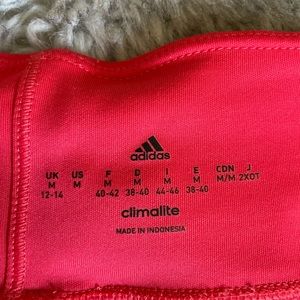 adidas
UK US F D I E CDN J
M M M M M M M/M 2XOT
12-14 40-42 38-40 44-46 38-40
climalite
MADE IN INDONESIA